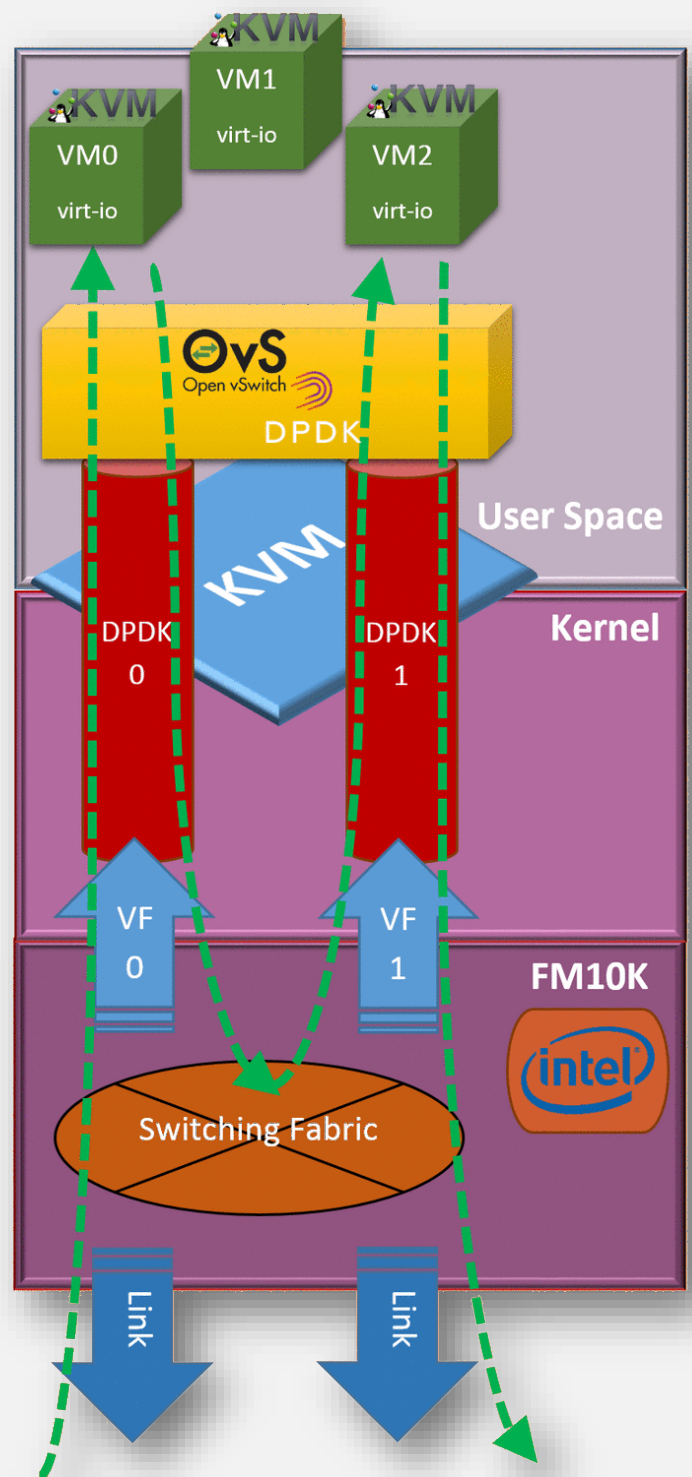 KVM
VM1
virt-io
KVM
VM0
virt-io
KVM
VM2
virt-io
OvS
Open vSwitch
DPDK
User Space
KVM
Kernel
DPDK
0
DPDK
1
VF
0
VF
1
FM10K
intel
Switching Fabric
Link
Link